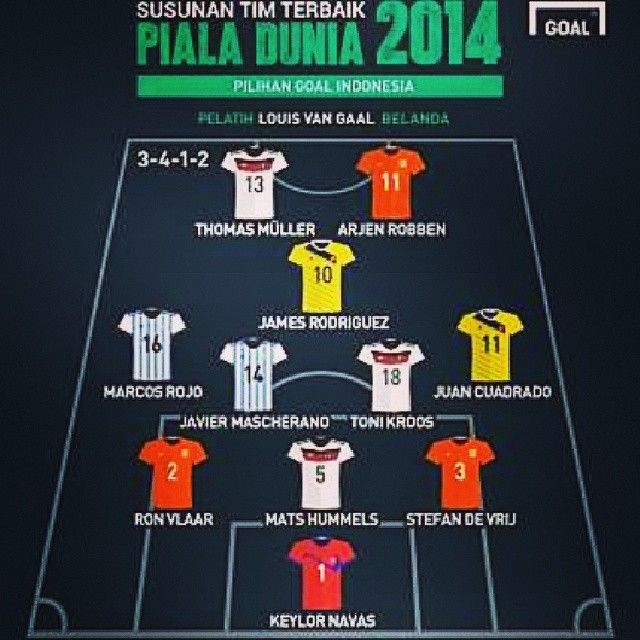 SUSUNAN TIM TERBAIK
PIALA DUNIA 2014
GOAL
PILIHAN GOAL INDONESIA
PELATIH LOUIS VAN GAAL BELANDA
3-4-1-2
13
11
THOMAS MÜLLER
ARJEN ROBBEN
10
JAMES RODRIGUEZ
16
14
18
11
MARCOS ROJO
JUAN CUADRADO
JAVIER MASCHERANO
TONI KROOS
2
5
3
RON VLAAR
MATS HUMMELS
STEFAN DE VRIJ
1
KEYLOR NAVAS